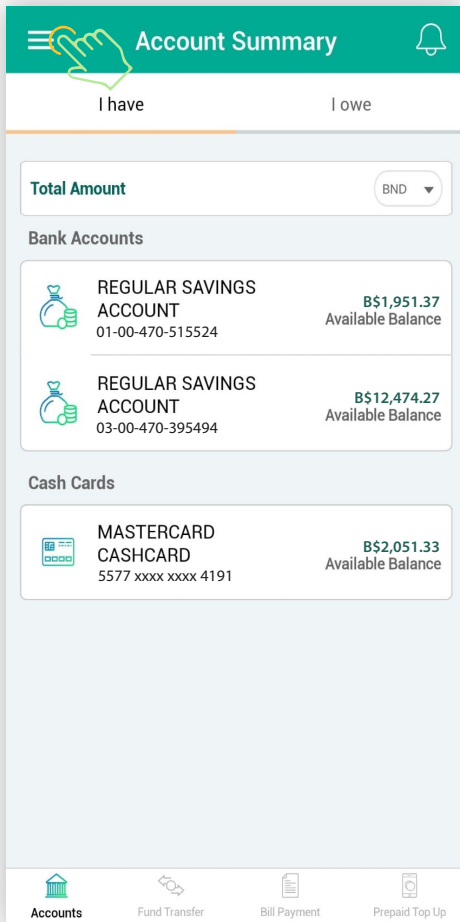 Account Summary
I have
I owe
Total Amount
BND
Bank Accounts
REGULAR SAVINGS
ACCOUNT
01-00-470-515524
B$1,951.37
Available Balance
REGULAR SAVINGS
ACCOUNT
03-00-470-395494
B$12,474.27
Available Balance
Cash Cards
MASTERCARD
CASHCARD
5577 xxxx xxxx 4191
B$2,051.33
Available Balance
Accounts
Fund Transfer
Bill Payment
Prepaid Top Up